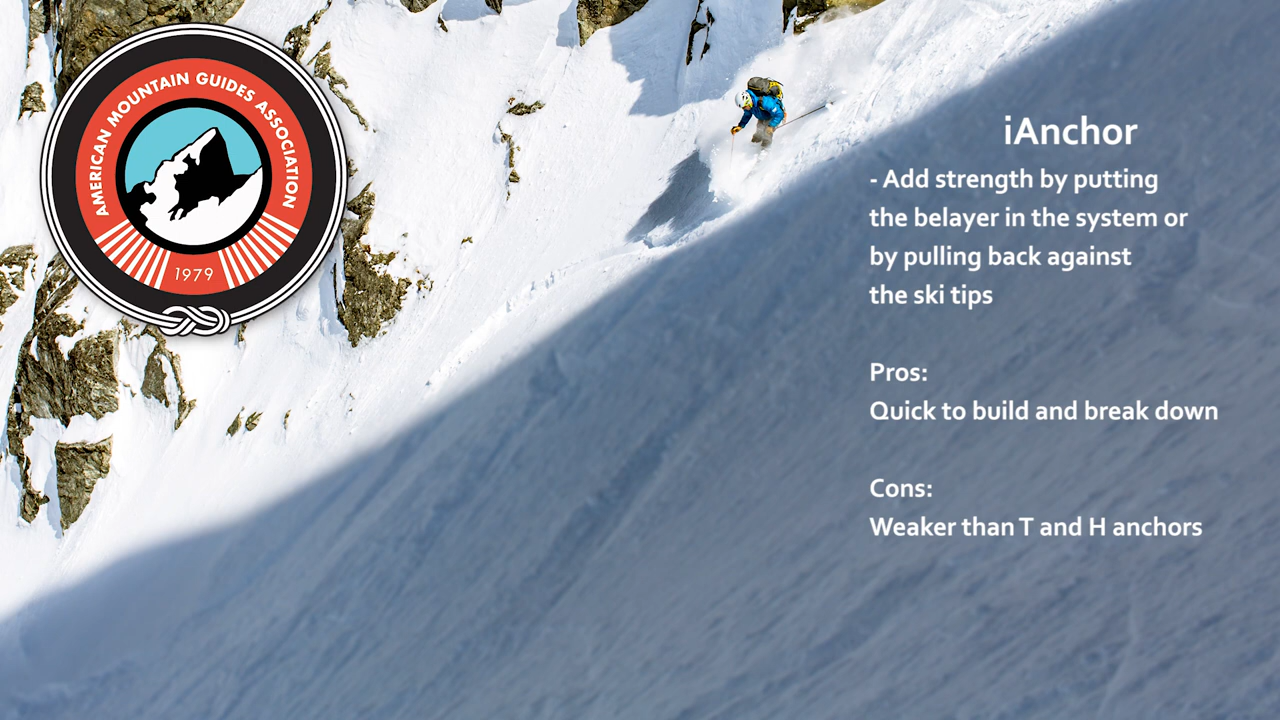 AMERICAN MOUNTAIN GUIDES ASSOCIATION
1979
iAnchor
- Add strength by putting
the belayer in the system or
by pulling back against
the ski tips
Pros:
Quick to build and break down
Cons:
Weaker than T and H anchors